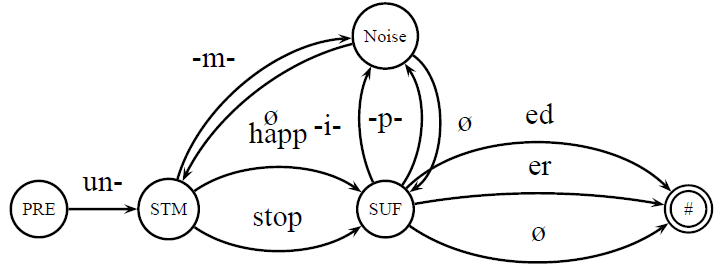 Noise
-m-
ø
happ -i- -p- ø ed
er
un-
PRE STM stop SUF ø #